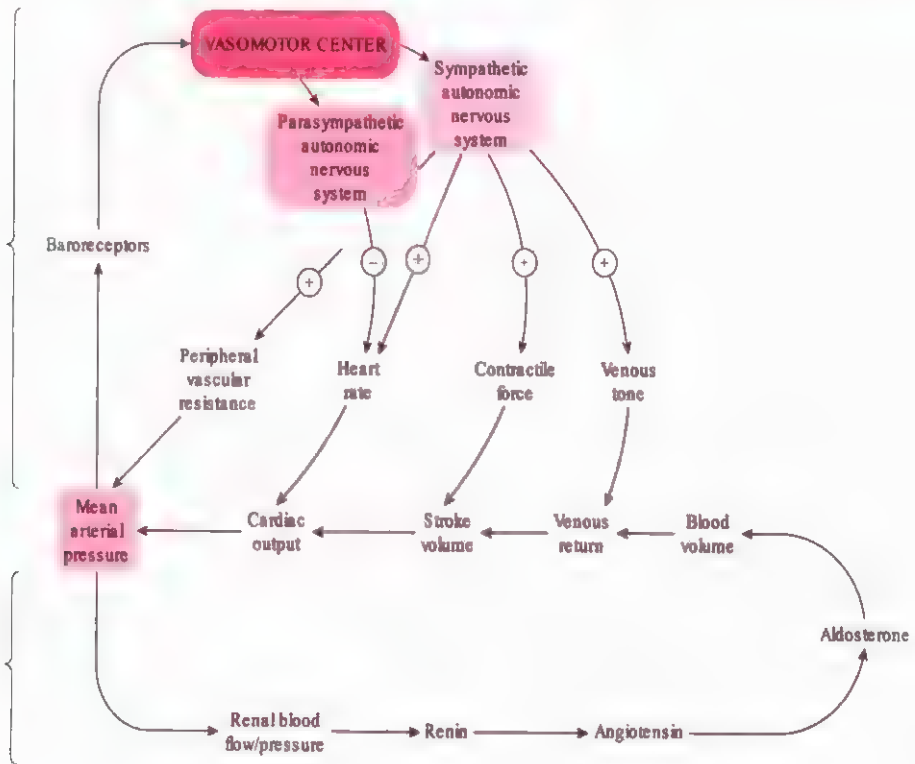 VASOMOTOR CENTER
Sympathetic
autonomic
nervous
system
Parasympathetic
autonomic
nervous
system
Baroreceptors
+
−
+
+
+
Peripheral
vascular
resistance
Heart
rate
Contractile
force
Venous
tone
Mean
arterial
pressure
Cardiac
output
Stroke
volume
Venous
return
Blood
volume
Aldosterone
Renal blood
flow/pressure
Renin
Angiotensin